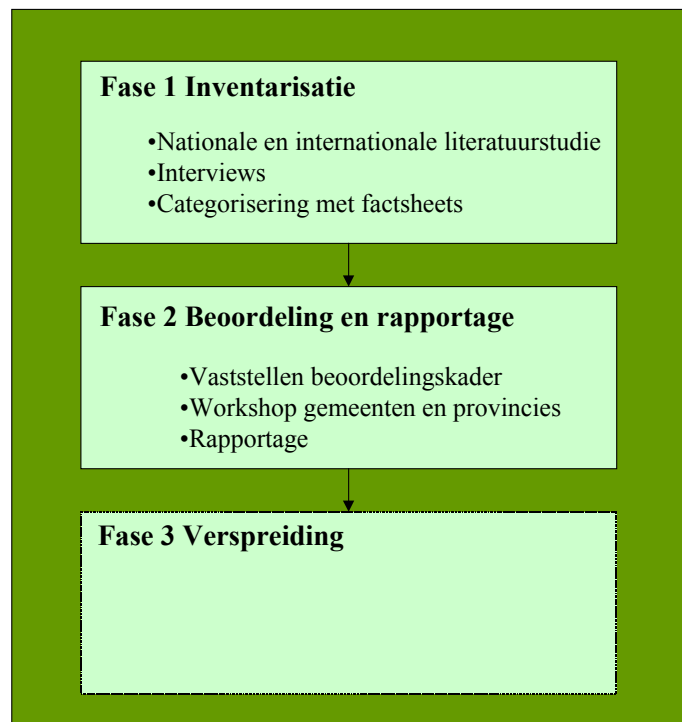 Fase 1 Inventarisatie
•Nationale en internationale literatuurstudie
•Interviews
•Categorisering met factsheets
Fase 2 Beoordeling en rapportage
•Vaststellen beoordelingskader
•Workshop gemeenten en provincies
•Rapportage
Fase 3 Verspreiding